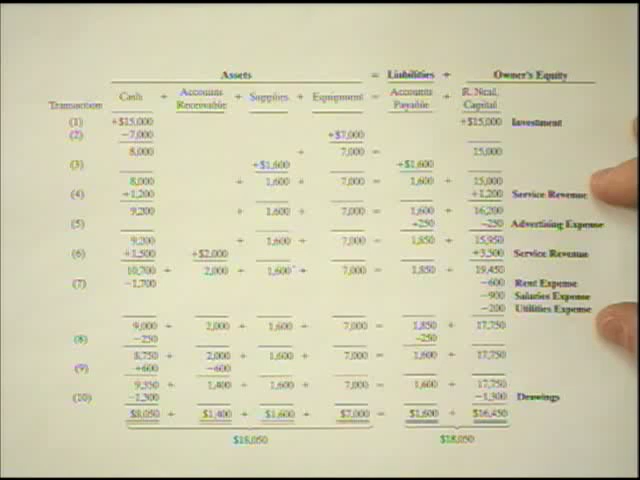 Assets = Liabilities + Owner's Equity
Transaction Cash + Accounts Receivable + Supplies + Equipment = Accounts Payable + R. Neal, Capital
(1) +$15,000 +$15,000 Investment
(2) -7,000 +$7,000
8,000 + 7,000 = 15,000
(3) +$1,600 +$1,600
8,000 + 1,600 + 7,000 = 1,600 + 15,000
(4) +1,200 +1,200 Service Revenue
9,200 + 1,600 + 7,000 = 1,600 + 16,200
(5) +250 -250 Advertising Expense
9,200 + 1,600 + 7,000 = 1,850 + 15,950
(6) +1,500 +$2,000 +3,500 Service Revenue
10,700 + 2,000 + 1,600 + 7,000 = 1,850 + 19,450
(7) -1,700 -600 Rent Expense
-900 Salaries Expense
-200 Utilities Expense
9,000 + 2,000 + 1,600 + 7,000 = 1,850 + 17,750
(8) -250 -250
8,750 + 2,000 + 1,600 + 7,000 = 1,600 + 17,750
(9) +600 -600
9,350 + 1,400 + 1,600 + 7,000 = 1,600 + 17,750
(10) -1,300 -1,300 Drawings
$8,050 + $1,400 + $1,600 + $7,000 = $1,600 + $16,450
$18,050 $18,050